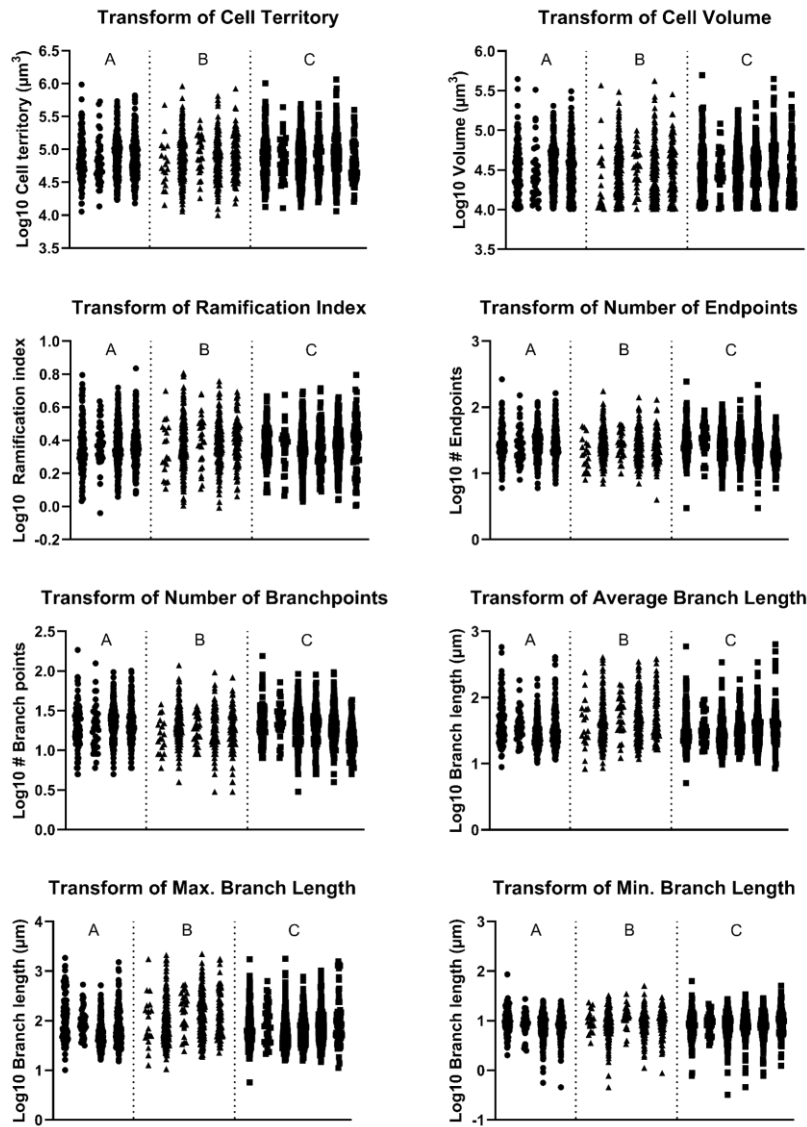 Transform of Cell Territory
Log10 Cell territory (µm³)
6.5
6.0
5.5
5.0
4.5
4.0
3.5
A
B
C
Transform of Cell Volume
Log10 Volume (µm³)
6.0
5.5
5.0
4.5
4.0
3.5
A
B
C
Transform of Ramification Index
Log10 Ramification index
1.0
0.8
0.6
0.4
0.2
0.0
-0.2
A
B
C
Transform of Number of Endpoints
Log10 # Endpoints
3
2
1
0
A
B
C
Transform of Number of Branchpoints
Log10 # Branch points
2.5
2.0
1.5
1.0
0.5
0.0
A
B
C
Transform of Average Branch Length
Log10 Branch length (µm)
3
2
1
0
A
B
C
Transform of Max. Branch Length
Log10 Branch length (µm)
4
3
2
1
0
A
B
C
Transform of Min. Branch Length
Log10 Branch length (µm)
3
2
1
0
-1
A
B
C